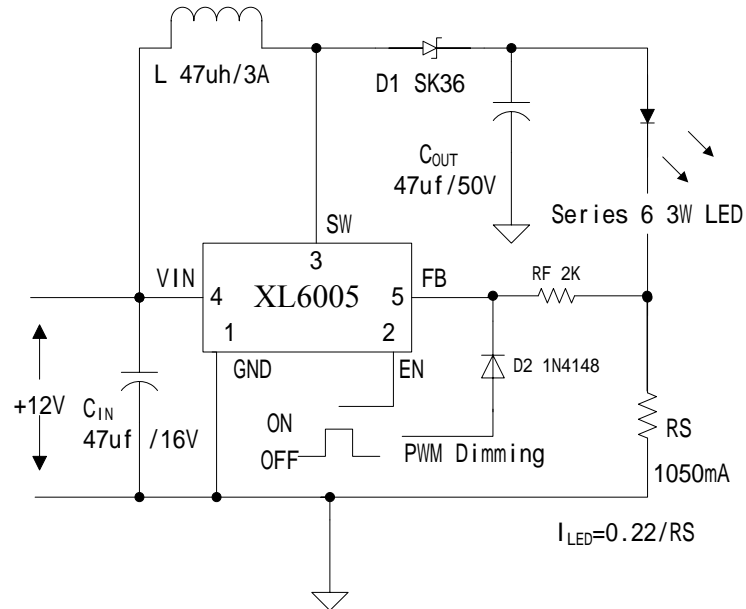 L 47uh/3A
D1 SK36
C_OUT
47uf/50V
Series 6 3W LED
SW
3
VIN
4
XL6005
5
FB
RF 2K
1
2
GND
EN
D2 1N4148
+12V
C_IN
47uf /16V
ON
OFF
PWM Dimming
RS
1050mA
I_LED=0.22/RS